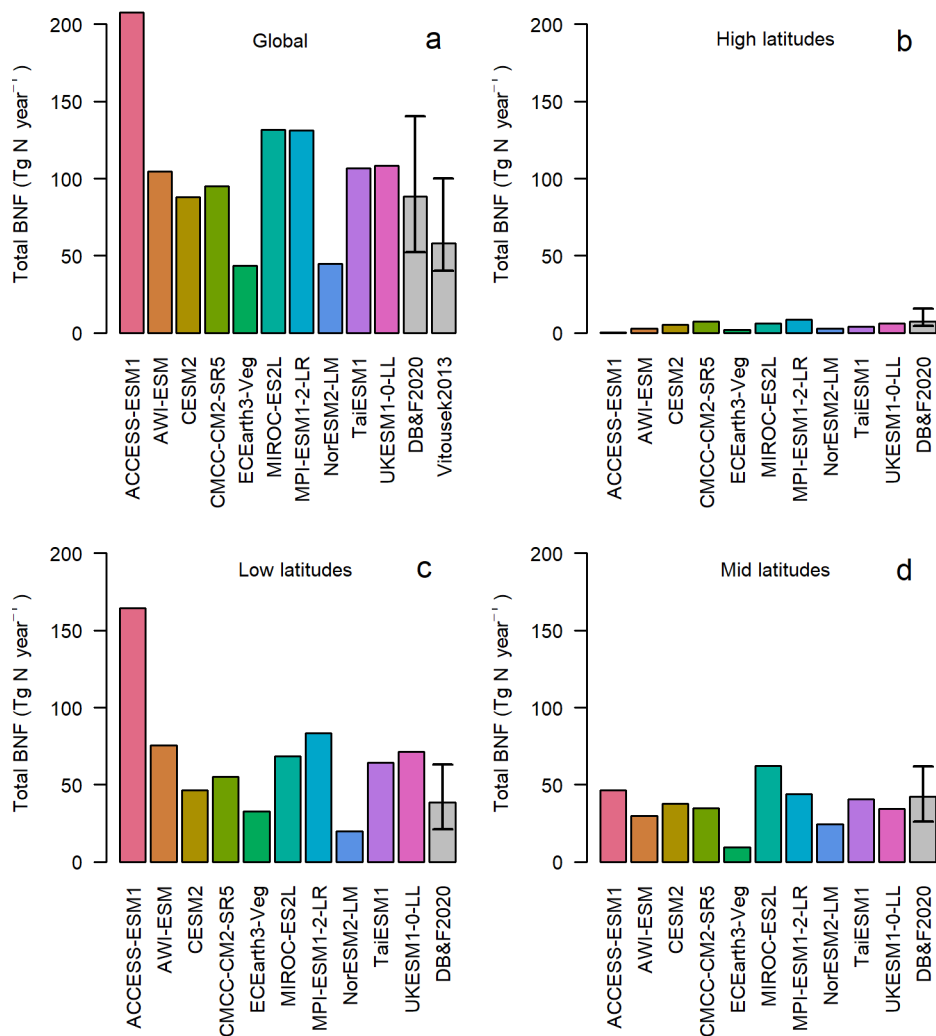 Global
a
Total BNF (Tg N year⁻¹ )
200
150
100
50
0
ACCESS-ESM1
AWI-ESM
CESM2
CMCC-CM2-SR5
ECEarth3-Veg
MIROC-ES2L
MPI-ESM1-2-LR
NorESM2-LM
TaiESM1
UKESM1-0-LL
DB&F2020
Vitousek2013
High latitudes
b
Total BNF (Tg N year⁻¹ )
200
150
100
50
0
ACCESS-ESM1
AWI-ESM
CESM2
CMCC-CM2-SR5
ECEarth3-Veg
MIROC-ES2L
MPI-ESM1-2-LR
NorESM2-LM
TaiESM1
UKESM1-0-LL
DB&F2020
Low latitudes
c
Total BNF (Tg N year⁻¹ )
200
150
100
50
0
ACCESS-ESM1
AWI-ESM
CESM2
CMCC-CM2-SR5
ECEarth3-Veg
MIROC-ES2L
MPI-ESM1-2-LR
NorESM2-LM
TaiESM1
UKESM1-0-LL
DB&F2020
Mid latitudes
d
Total BNF (Tg N year⁻¹ )
200
150
100
50
0
ACCESS-ESM1
AWI-ESM
CESM2
CMCC-CM2-SR5
ECEarth3-Veg
MIROC-ES2L
MPI-ESM1-2-LR
NorESM2-LM
TaiESM1
UKESM1-0-LL
DB&F2020